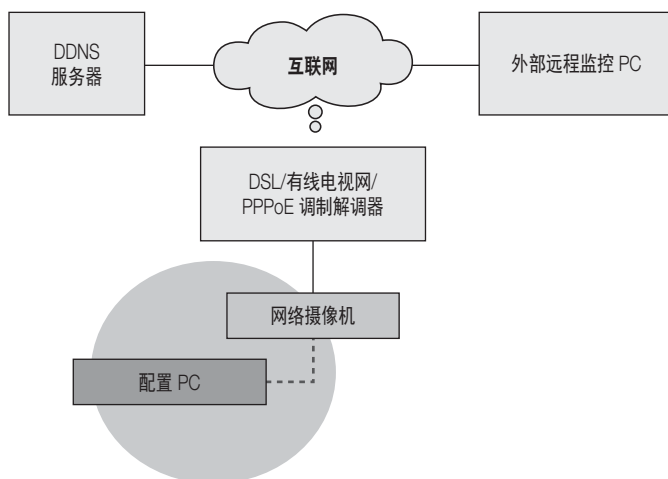 DDNS
服务器
互联网
外部远程监控 PC
DSL/有线电视网/
PPPoE 调制解调器
网络摄像机
配置 PC